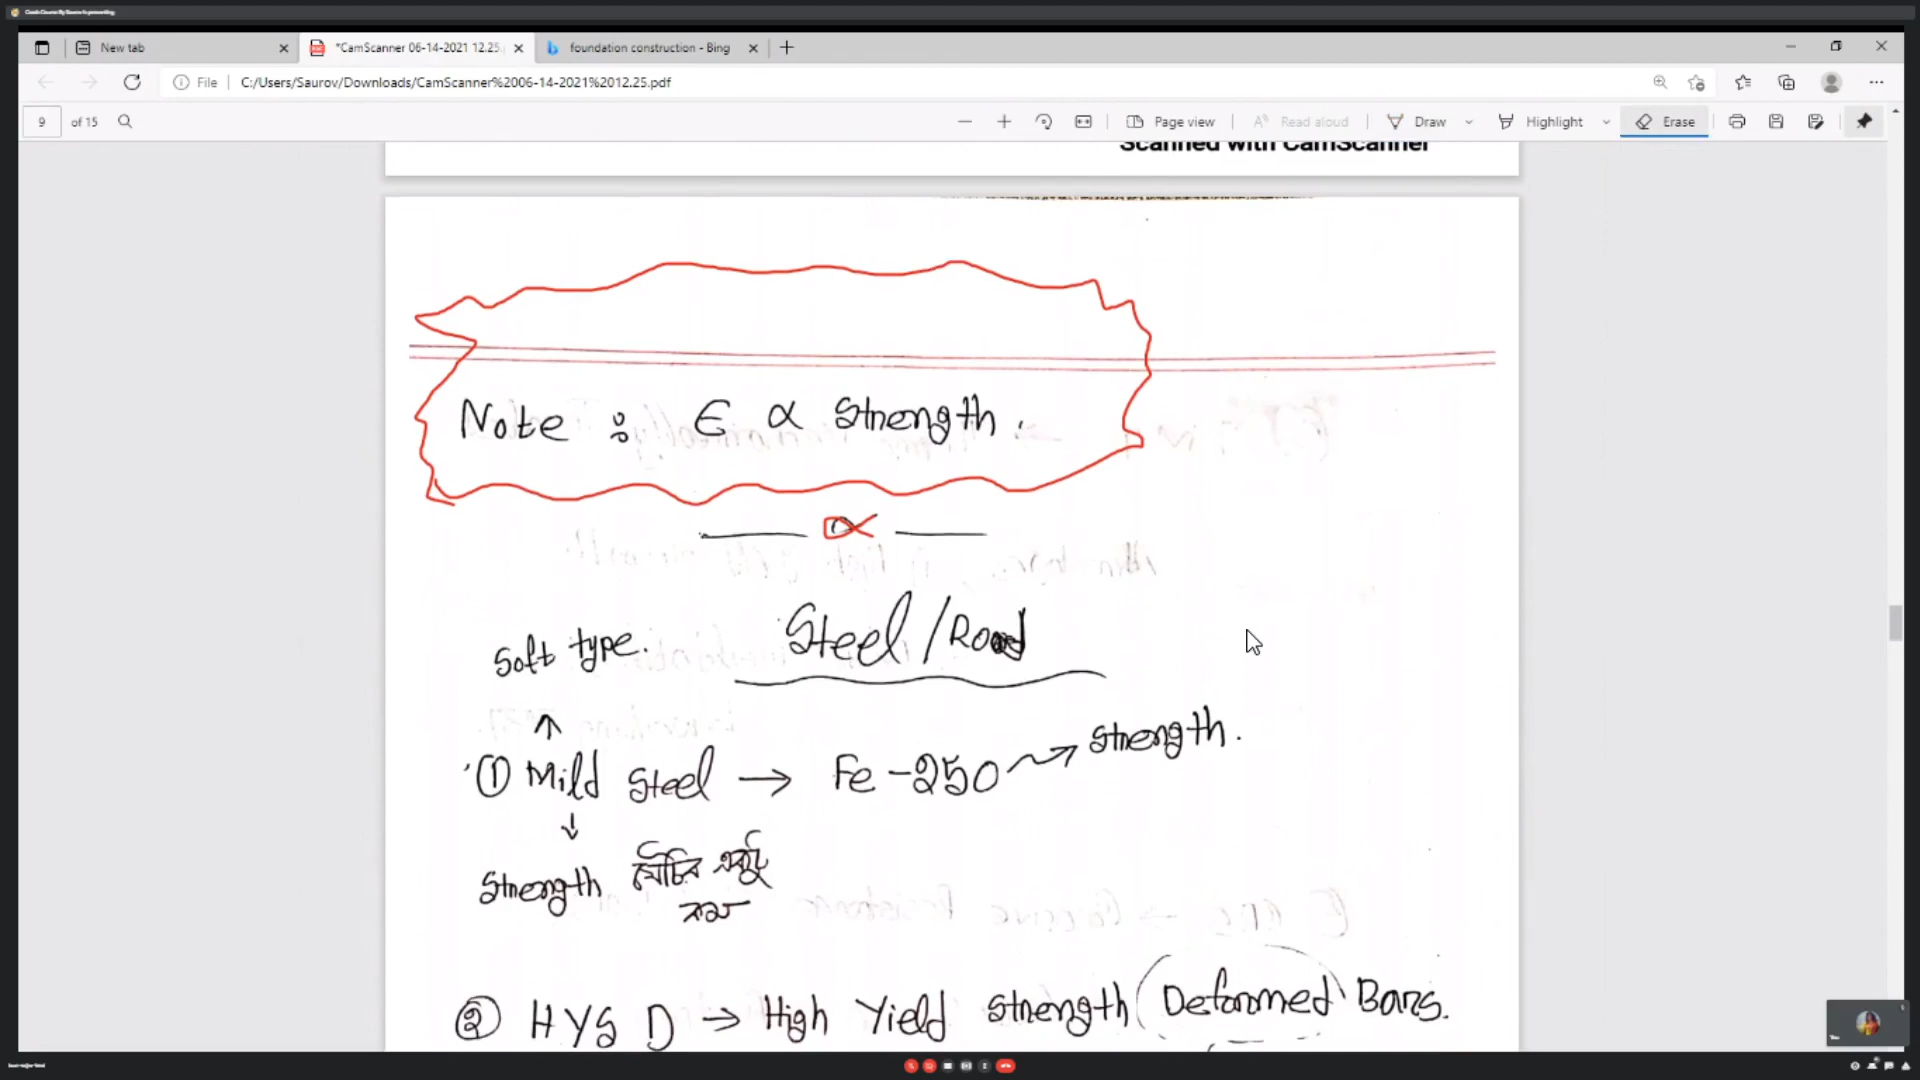 New tab
*CamScanner 06-14-2021 12.25.
foundation construction - Bing
File
C:/Users/Saurov/Downloads/CamScanner%2006-14-2021%2012.25.pdf
9 of 15
Page view
Read aloud
Draw
Highlight
Erase
Scanned with CamScanner
Note : E ∝ Strength.
∝
Soft type.
Steel/Road
↑
① Mild Steel → Fe-250
Strength.
↓
Strength
② HYSD → High Yield Strength (Deformed) Bars.